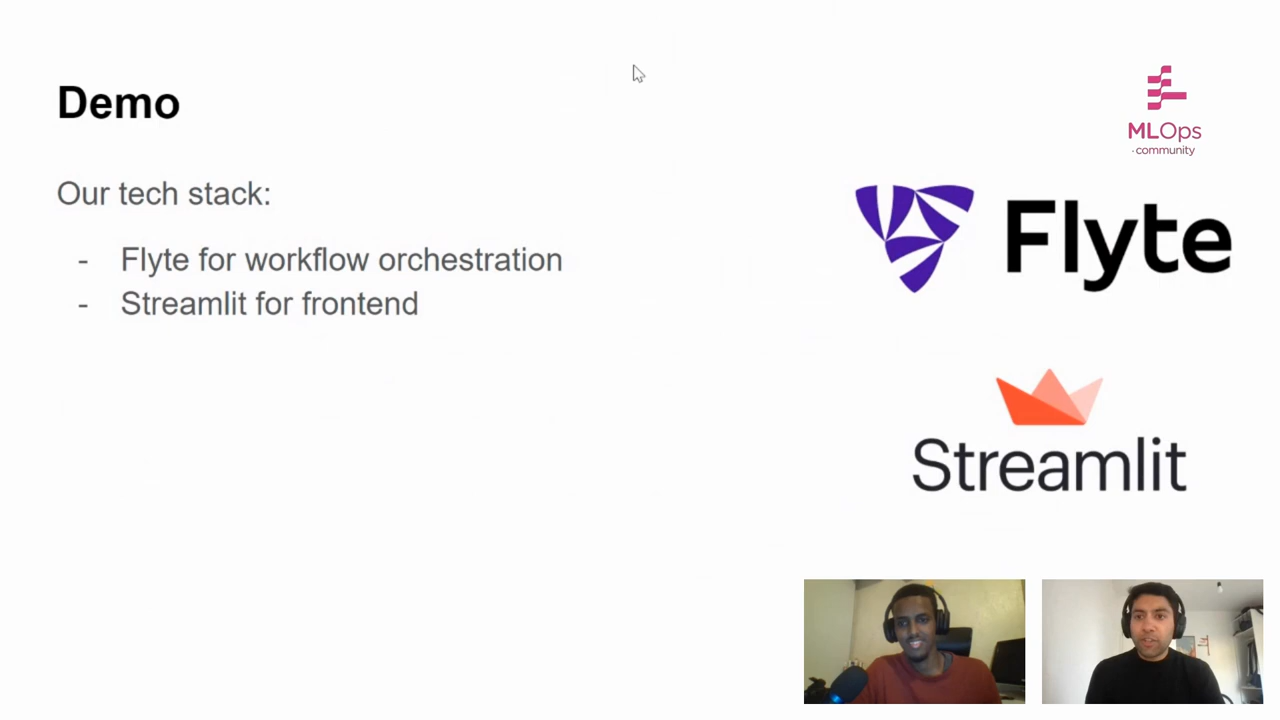 Demo
MLOps
community
Our tech stack:
- Flyte for workflow orchestration
- Streamlit for frontend
Flyte
Streamlit